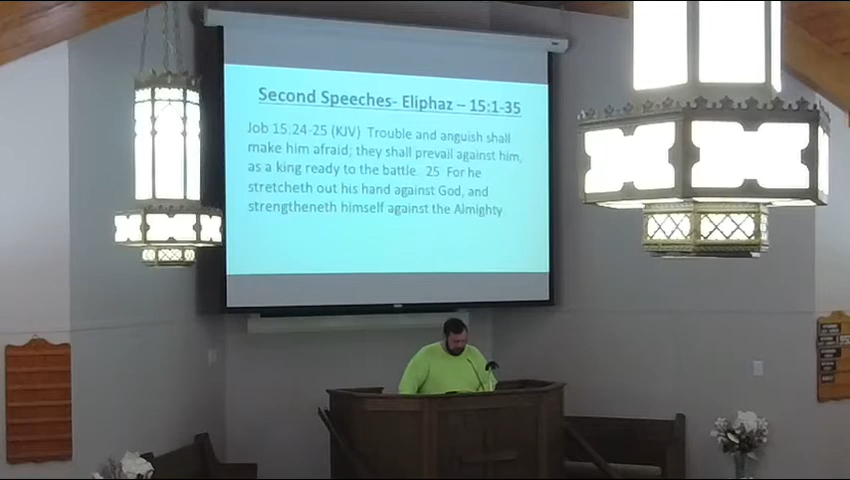 Second Speeches- Eliphaz – 15:1-35
Job 15:24-25 (KJV)  Trouble and anguish shall
make him afraid; they shall prevail against him,
as a king ready to the battle.  25  For he
stretcheth out his hand against God, and
strengtheneth himself against the Almighty